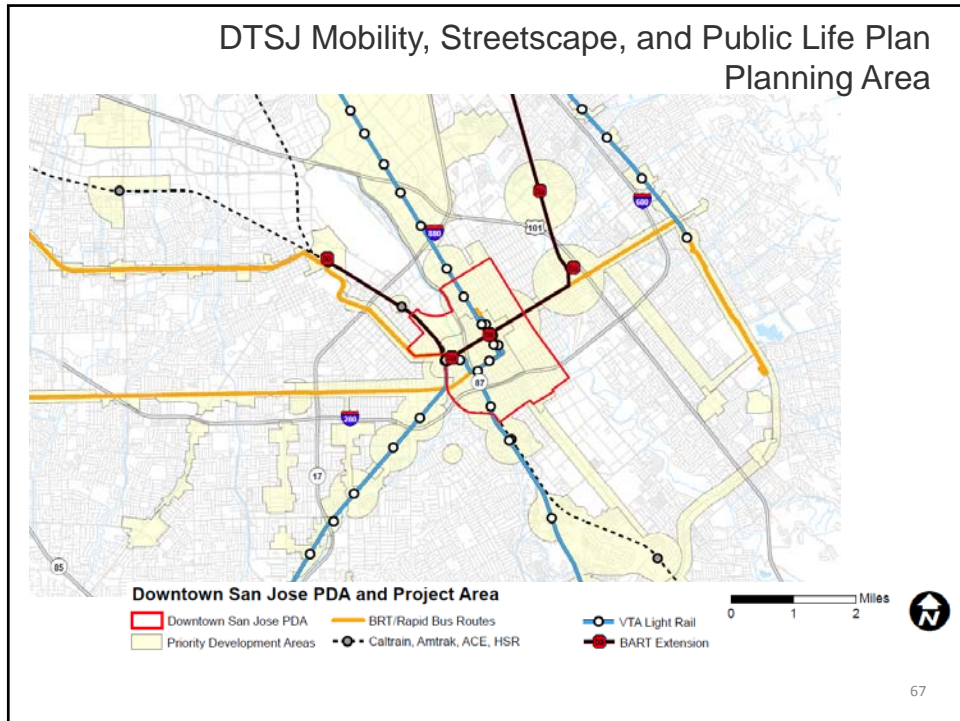 DTSJ Mobility, Streetscape, and Public Life Plan
Planning Area
680
101
880
87
280
17
85
Downtown San Jose PDA and Project Area
Downtown San Jose PDA
BRT/Rapid Bus Routes
VTA Light Rail
Priority Development Areas
Caltrain, Amtrak, ACE, HSR
BART Extension
Miles
0 1 2
N
67